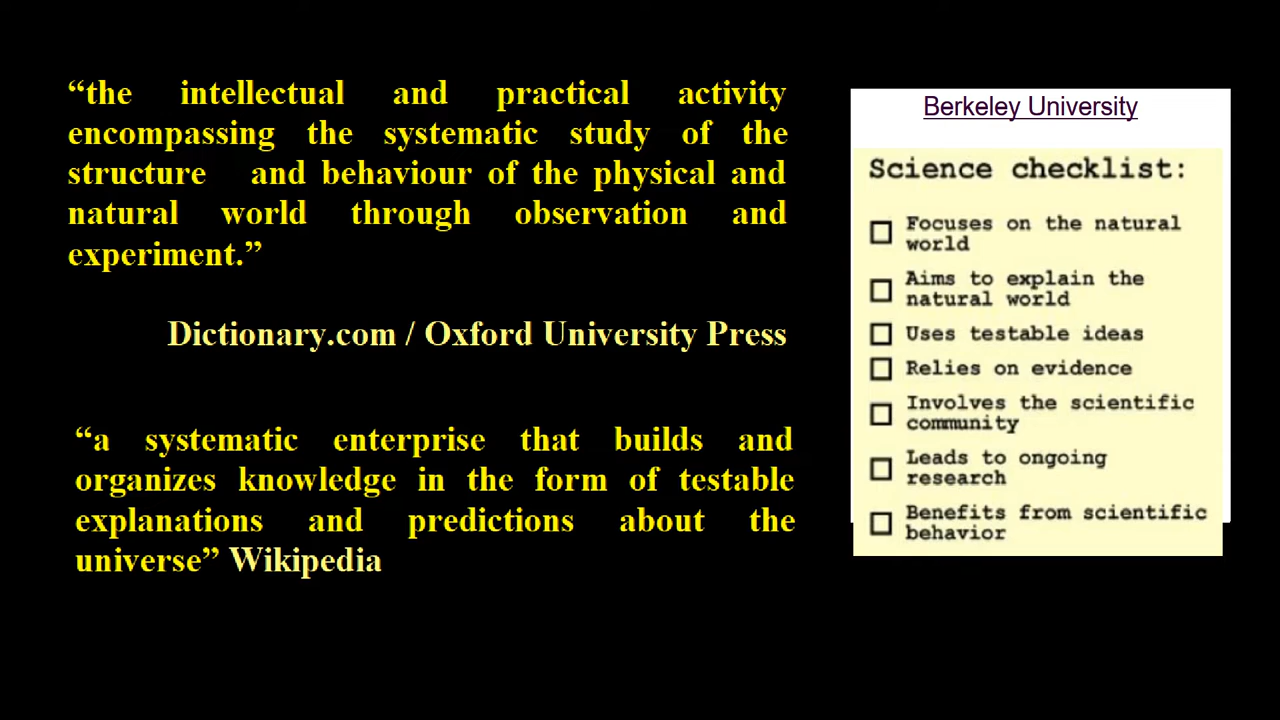 “the intellectual and practical activity
encompassing the systematic study of the
structure and behaviour of the physical and
natural world through observation and
experiment.”
Dictionary.com / Oxford University Press
“a systematic enterprise that builds and
organizes knowledge in the form of testable
explanations and predictions about the
universe” Wikipedia
Berkeley University
Science checklist:
Focuses on the natural
world
Aims to explain the
natural world
Uses testable ideas
Relies on evidence
Involves the scientific
community
Leads to ongoing
research
Benefits from scientific
behavior